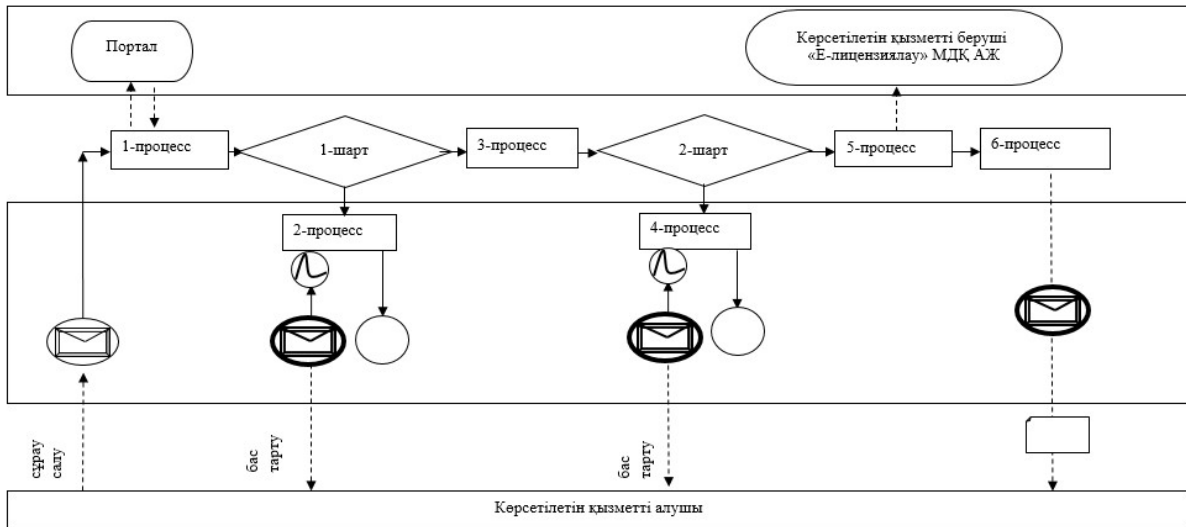 Портал
Көрсетілетін қызметті беруші
«Е-лицензиялау» МДҚ АЖ
1-процесс
1-шарт
3-процесс
2-шарт
5-процесс
6-процесс
2-процесс
4-процесс
сұрау
салу
бас
тарту
бас
тарту
Көрсетілетін қызметті алушы